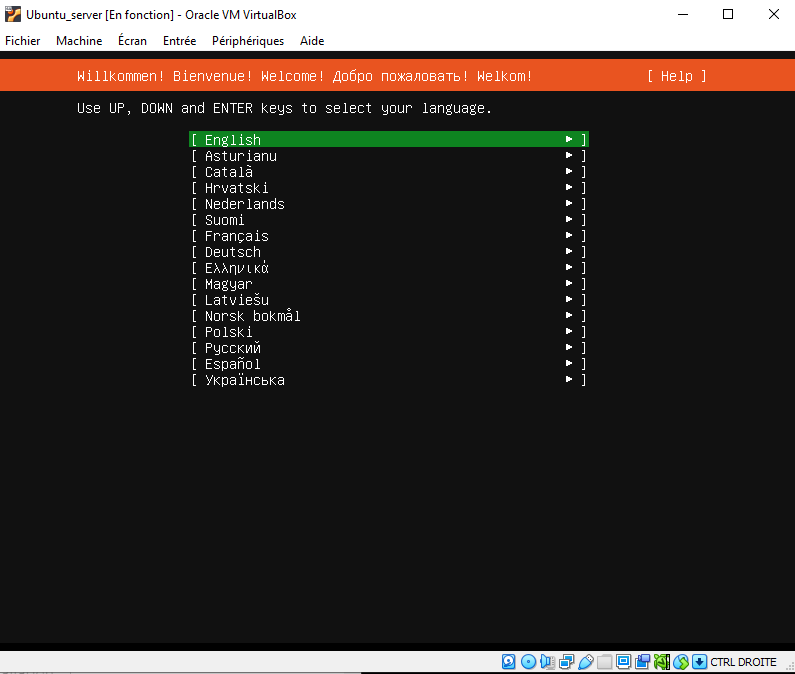 Ubuntu_server [En fonction] - Oracle VM VirtualBox
Fichier Machine Écran Entrée Périphériques Aide
Willkommen! Bienvenue! Welcome! Добро пожаловать! Welkom! [ Help ]
Use UP, DOWN and ENTER keys to select your language.
[ English ► ]
[ Asturianu ► ]
[ Català ► ]
[ Hrvatski ► ]
[ Nederlands ► ]
[ Suomi ► ]
[ Français ► ]
[ Deutsch ► ]
[ Ελληνικά ► ]
[ Magyar ► ]
[ Latviešu ► ]
[ Norsk bokmål ► ]
[ Polski ► ]
[ Русский ► ]
[ Español ► ]
[ Українська ► ]
CTRL DROITE